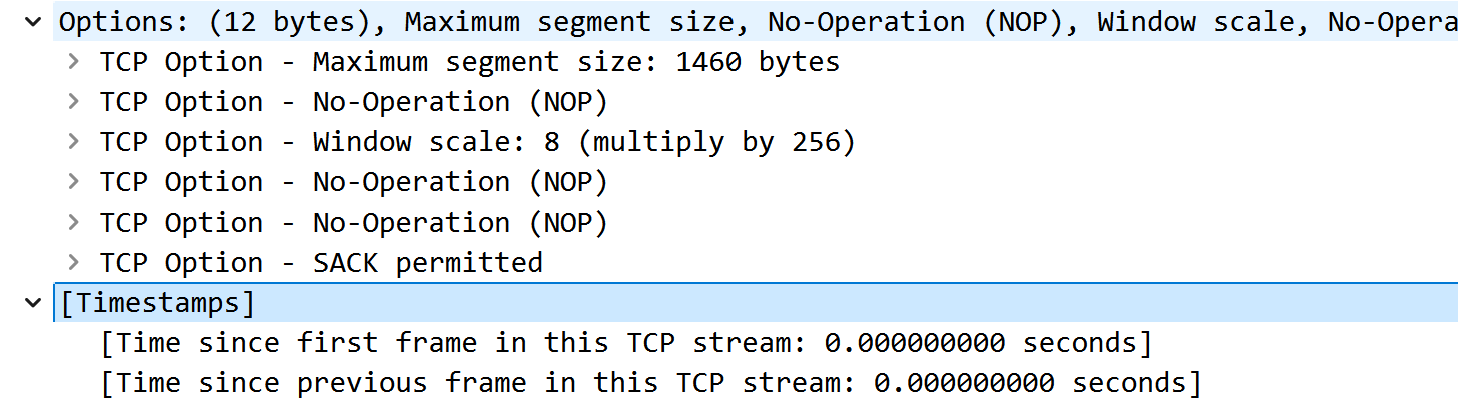 Options: (12 bytes), Maximum segment size, No-Operation (NOP), Window scale, No-Opera
TCP Option - Maximum segment size: 1460 bytes
TCP Option - No-Operation (NOP)
TCP Option - Window scale: 8 (multiply by 256)
TCP Option - No-Operation (NOP)
TCP Option - No-Operation (NOP)
TCP Option - SACK permitted
[Timestamps]
[Time since first frame in this TCP stream: 0.000000000 seconds]
[Time since previous frame in this TCP stream: 0.000000000 seconds]